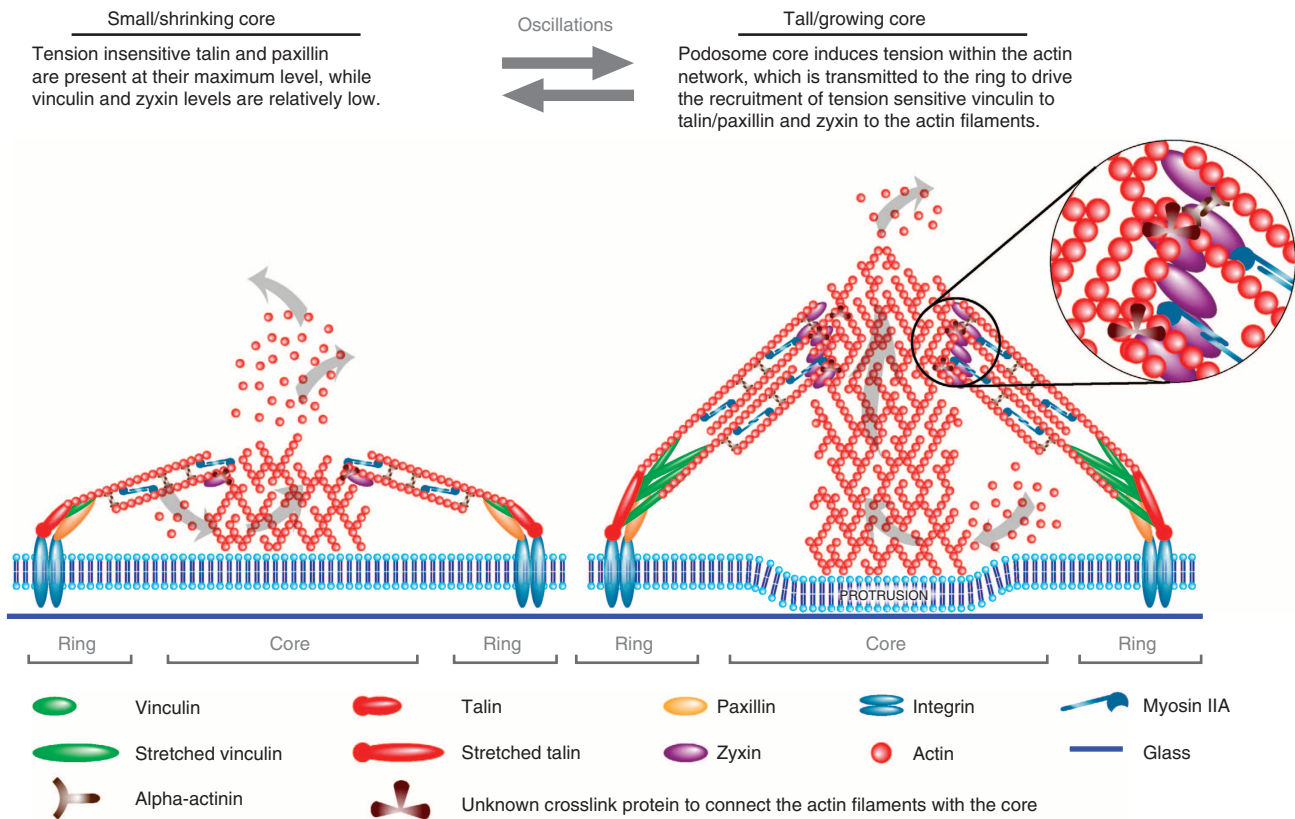 Small/shrinking core
Tension insensitive talin and paxillin
are present at their maximum level, while
vinculin and zyxin levels are relatively low.
Oscillations
Tall/growing core
Podosome core induces tension within the actin
network, which is transmitted to the ring to drive
the recruitment of tension sensitive vinculin to
talin/paxillin and zyxin to the actin filaments.
PROTRUSION
Ring
Core
Ring
Ring
Core
Ring
Vinculin
Talin
Paxillin
Integrin
Myosin IIA
Stretched vinculin
Stretched talin
Zyxin
Actin
Glass
Alpha-actinin
Unknown crosslink protein to connect the actin filaments with the core